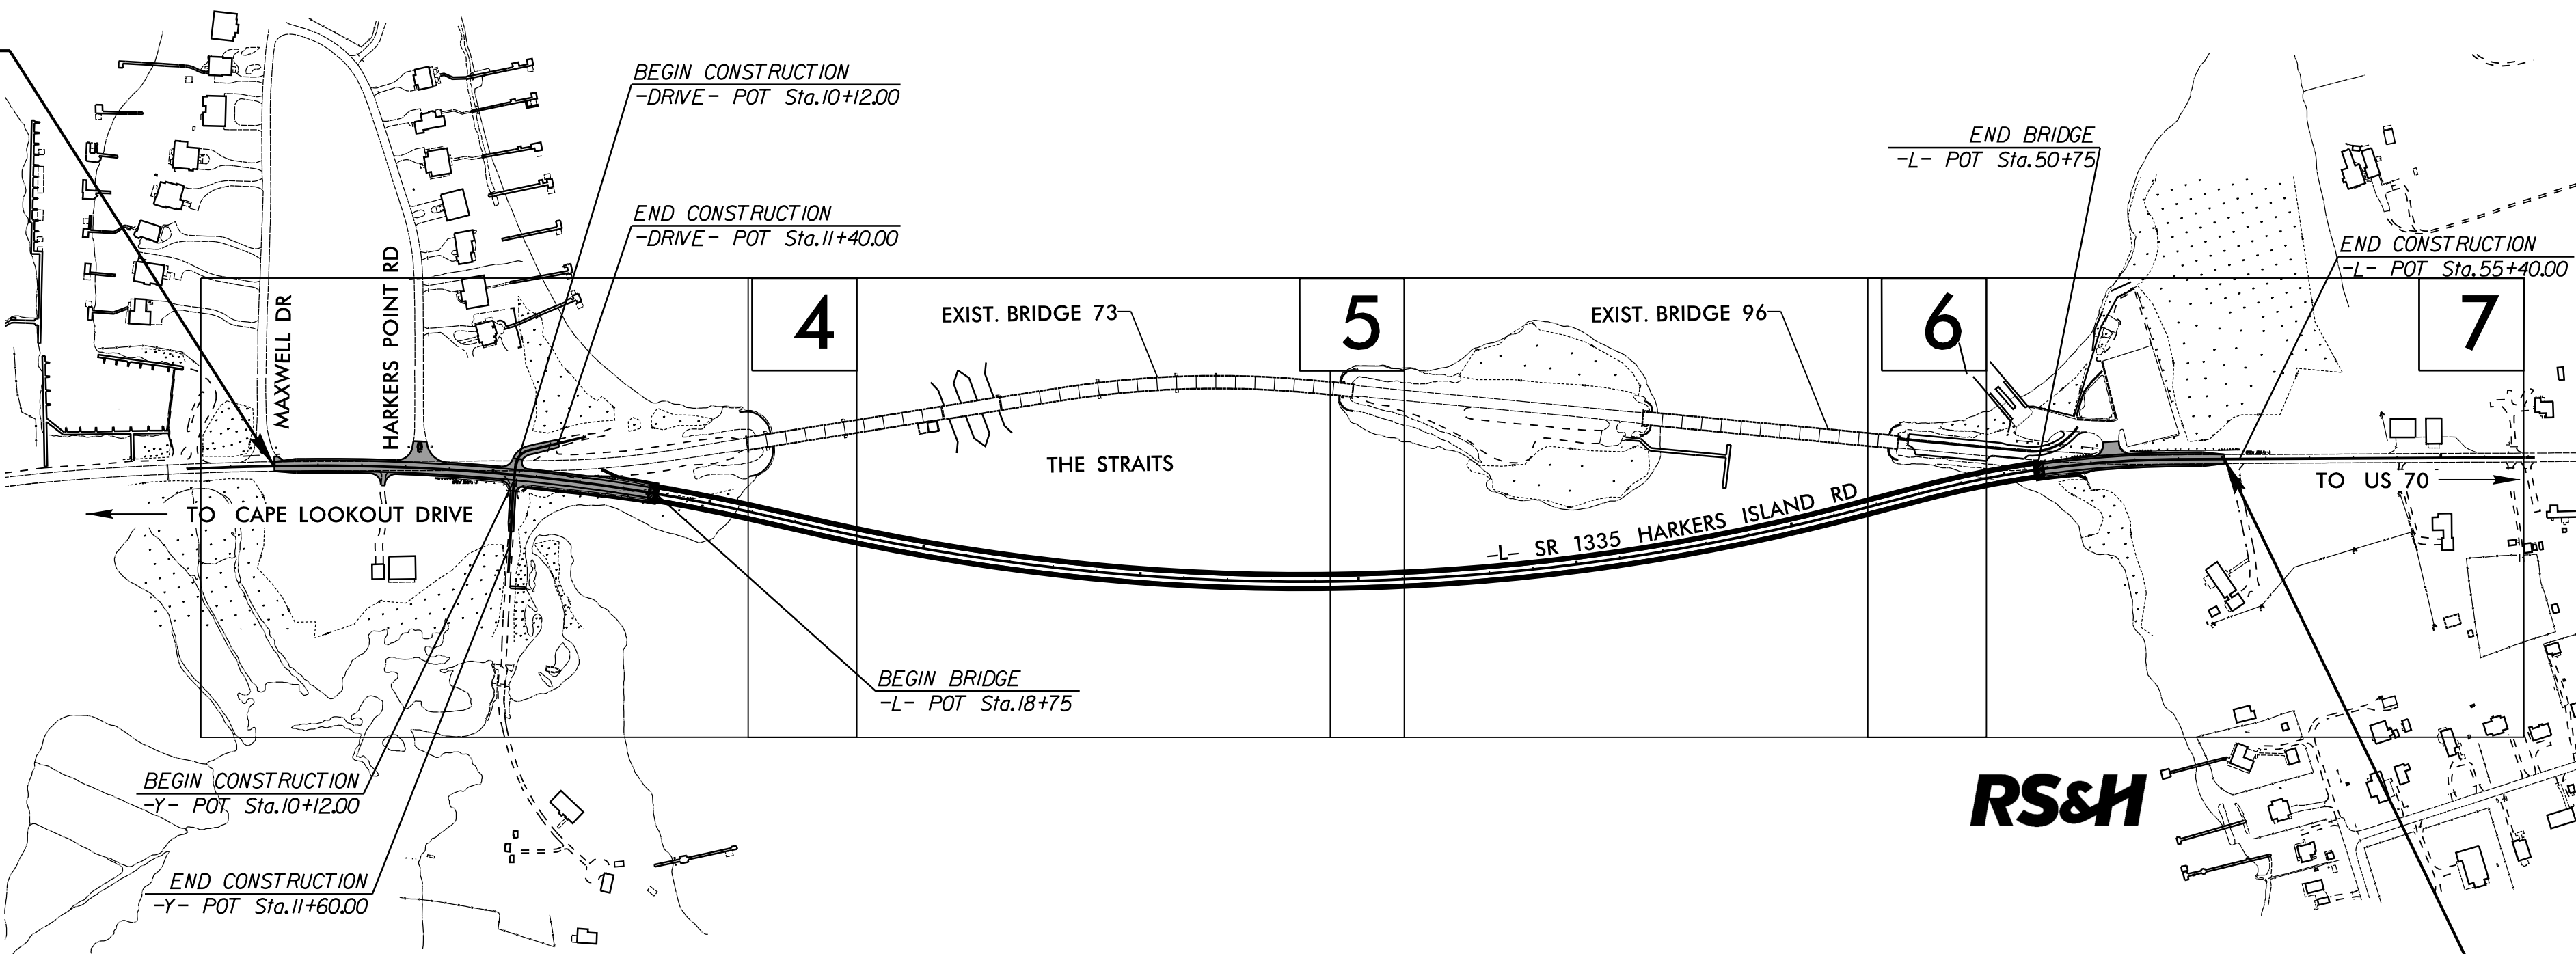 BEGIN CONSTRUCTION
-DRIVE- POT Sta.10+12.00
END CONSTRUCTION
-DRIVE- POT Sta.11+40.00
END BRIDGE
-L- POT Sta.50+75
END CONSTRUCTION
-L- POT Sta.55+40.00
MAXWELL DR
HARKERS POINT RD
4
5
6
7
EXIST. BRIDGE 73
EXIST. BRIDGE 96
THE STRAITS
TO CAPE LOOKOUT DRIVE
TO US 70
-L- SR 1335 HARKERS ISLAND RD
BEGIN BRIDGE
-L- POT Sta.18+75
BEGIN CONSTRUCTION
-Y- POT Sta.10+12.00
END CONSTRUCTION
-Y- POT Sta.11+60.00
RS&H